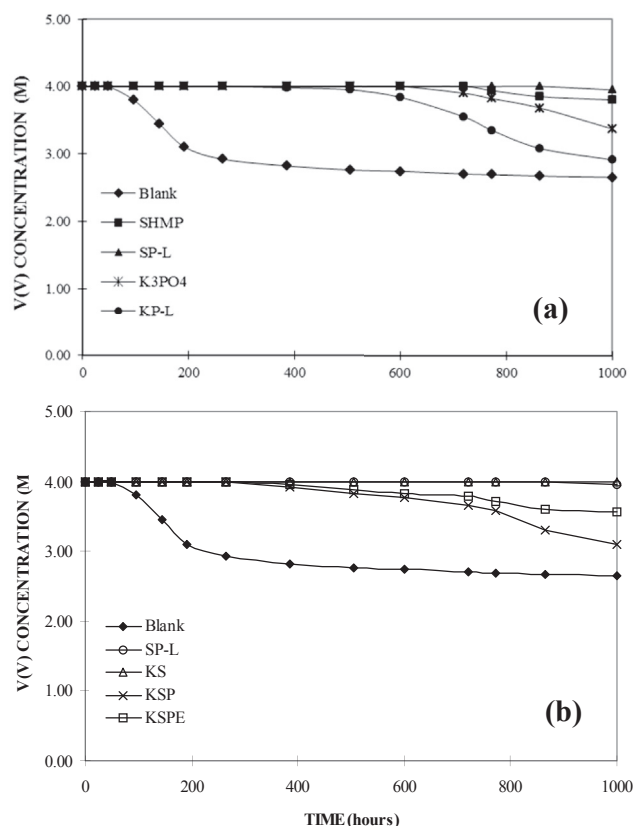 5.00
4.00
3.00
2.00
1.00
0.00
V(V) CONCENTRATION (M)
Blank
SHMP
SP-L
K3PO4
KP-L
(a)
0 200 400 600 800 1000
5.00
4.00
3.00
2.00
1.00
0.00
V(V) CONCENTRATION (M
Blank
SP-L
KS
KSP
KSPE
(b)
0 200 400 600 800 1000
TIME (hours)